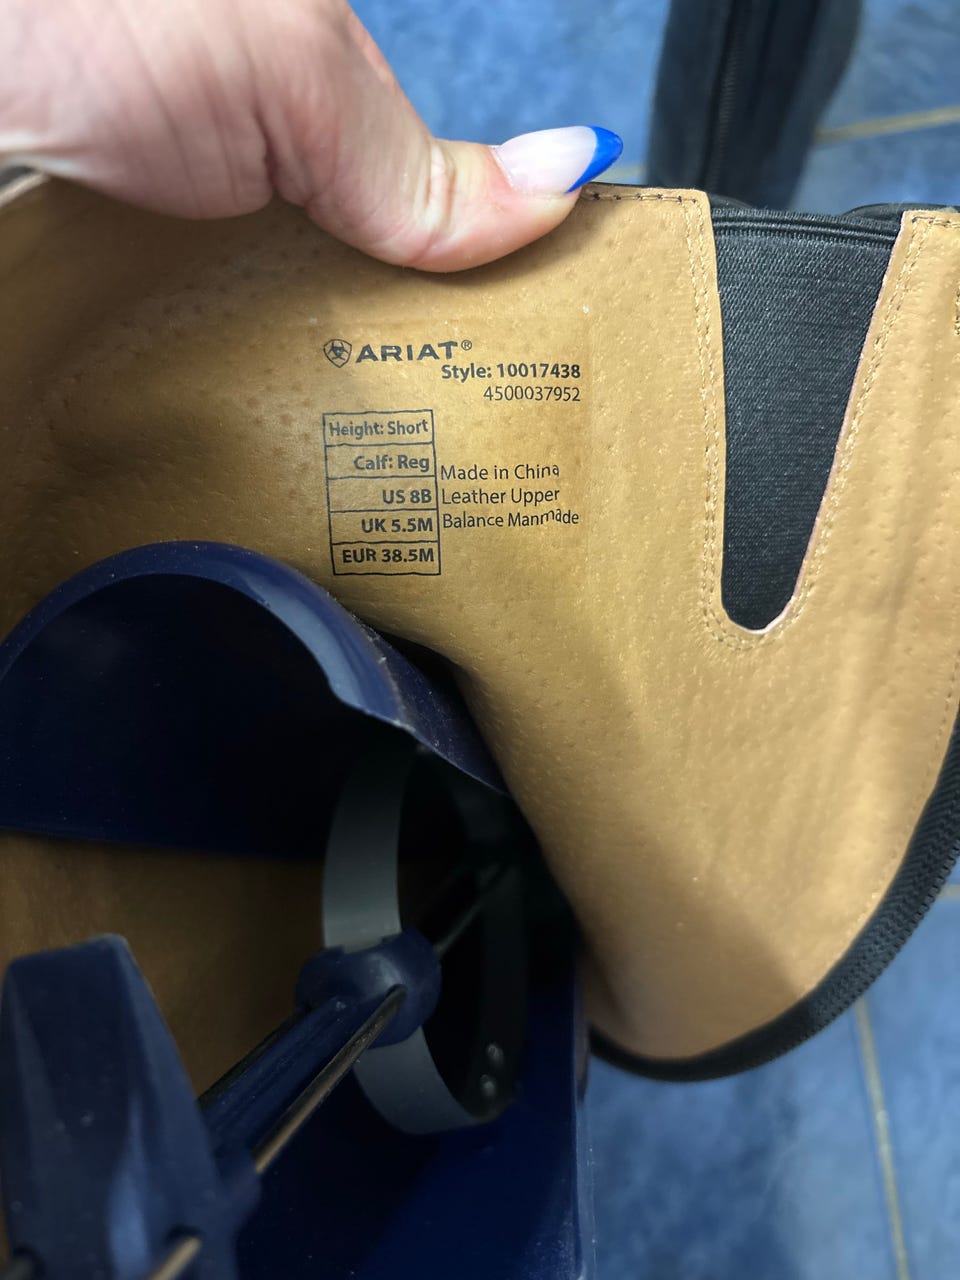 ARIAT®
Style: 10017438
4500037952
Height: Short
Calf: Reg
US 8B
UK 5.5M
EUR 38.5M
Made in China
Leather Upper
Balance Manmade